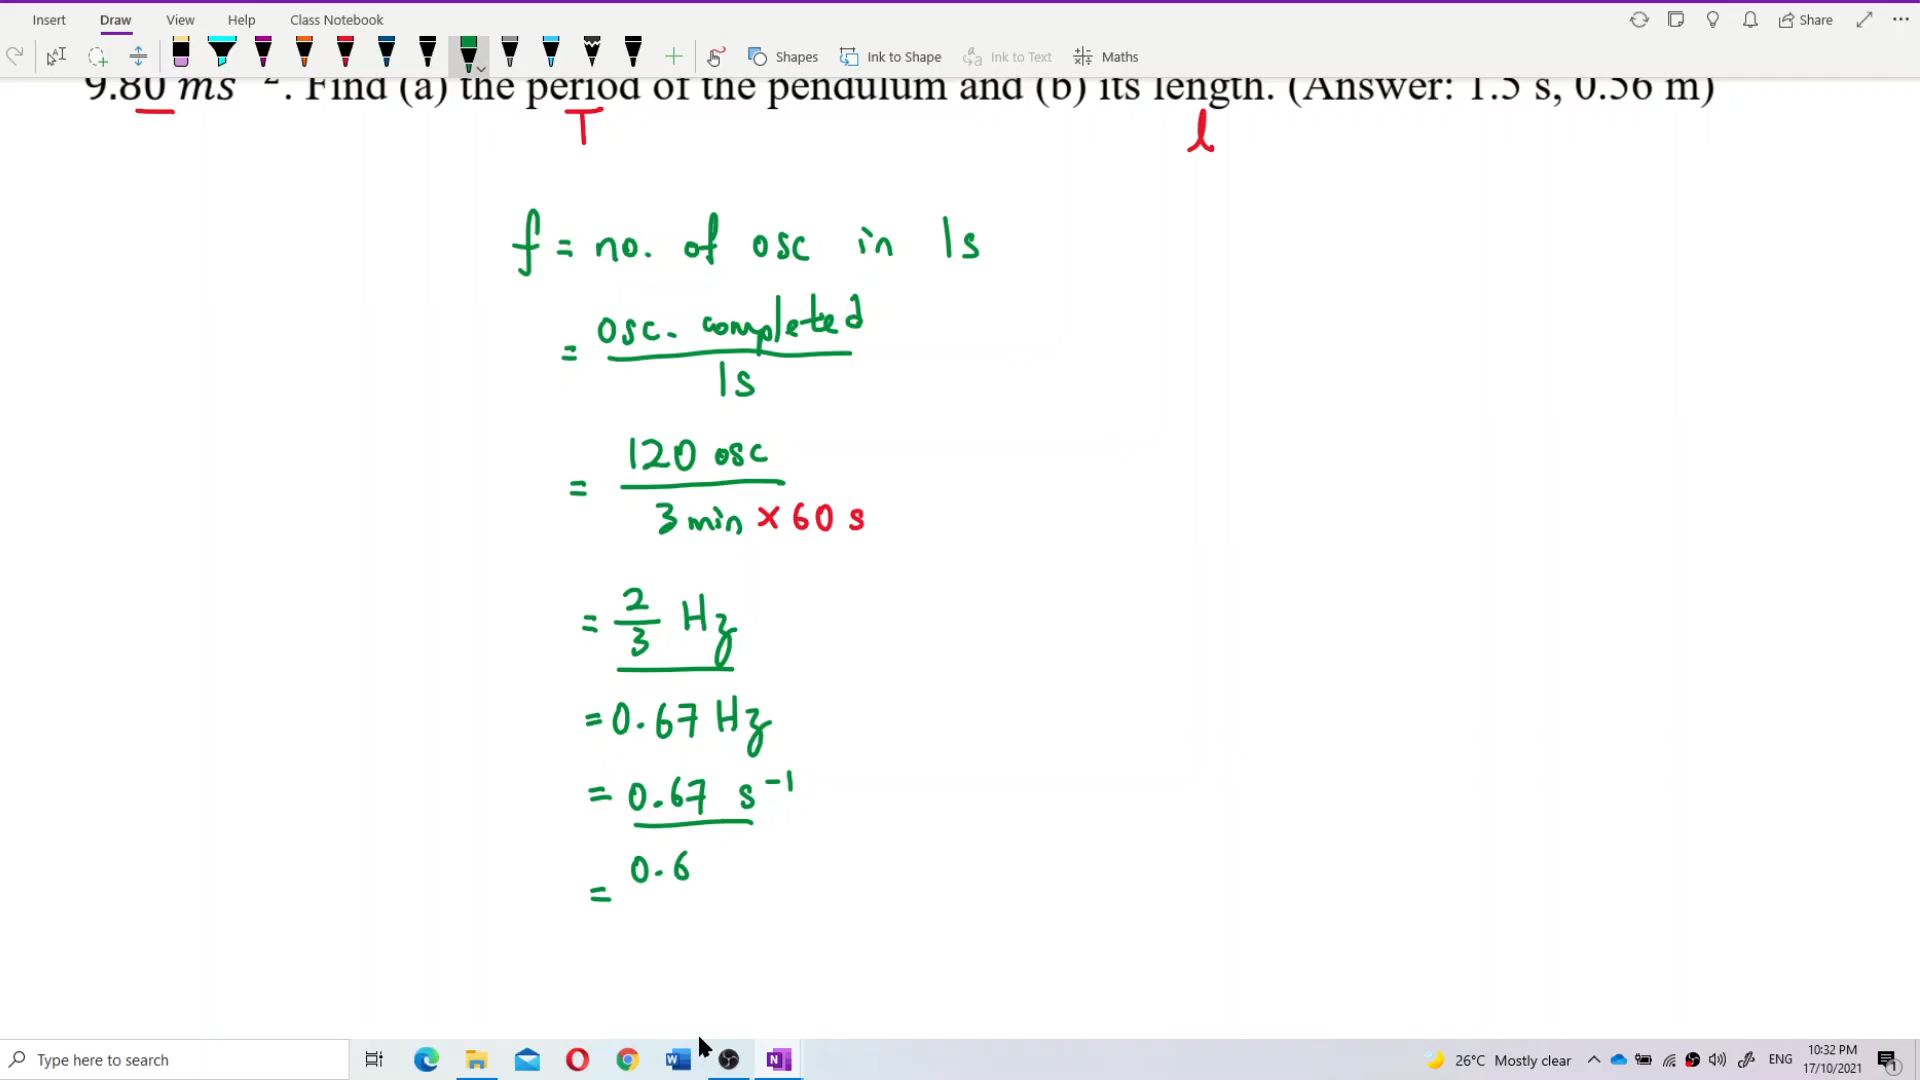 Insert Draw View Help Class Notebook Share
Shapes Ink to Shape Ink to Text Maths
9.80 ms⁻². Find (a) the period of the pendulum and (b) its length. (Answer: 1.5 s, 0.56 m)
T l
f = no. of osc in 1s
= osc. completed
1s
= 120 osc
3 min × 60 s
= 2/3 Hz
= 0.67 Hz
= 0.67 s⁻¹
= 0.6
Type here to search 26°C Mostly clear ENG 10:32 PM
17/10/2021